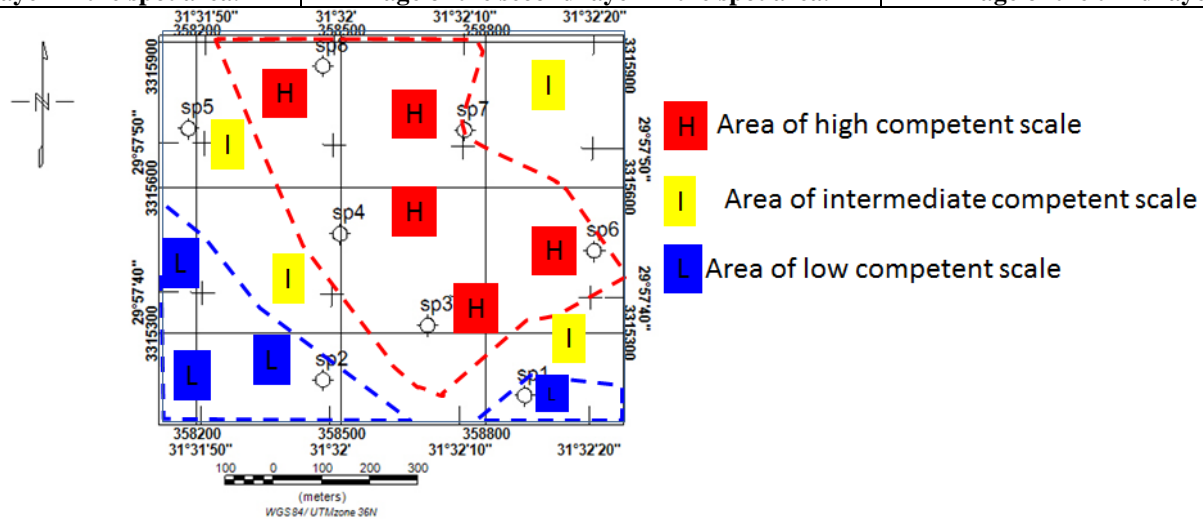 31°31'50" 31°32' 31°32'10" 31°32'20"
358200 358500 358800
N
3315900 3315900
sp8
I
H
H
sp7
sp5
29°57'50" 29°57'50"
I
3315600 3315600
H
sp4
sp6
H
L
I
29°57'40" 29°57'40"
H
sp3
3315300 3315300
I
L
sp2
L
sp1
L
358200 358500 358800
31°31'50" 31°32' 31°32'10" 31°32'20"
100 0 100 200 300
(meters)
WGS84/ UTMzone 36N
H Area of high competent scale
I Area of intermediate competent scale
L Area of low competent scale